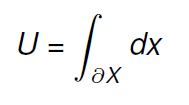 U = ∫∂X dx